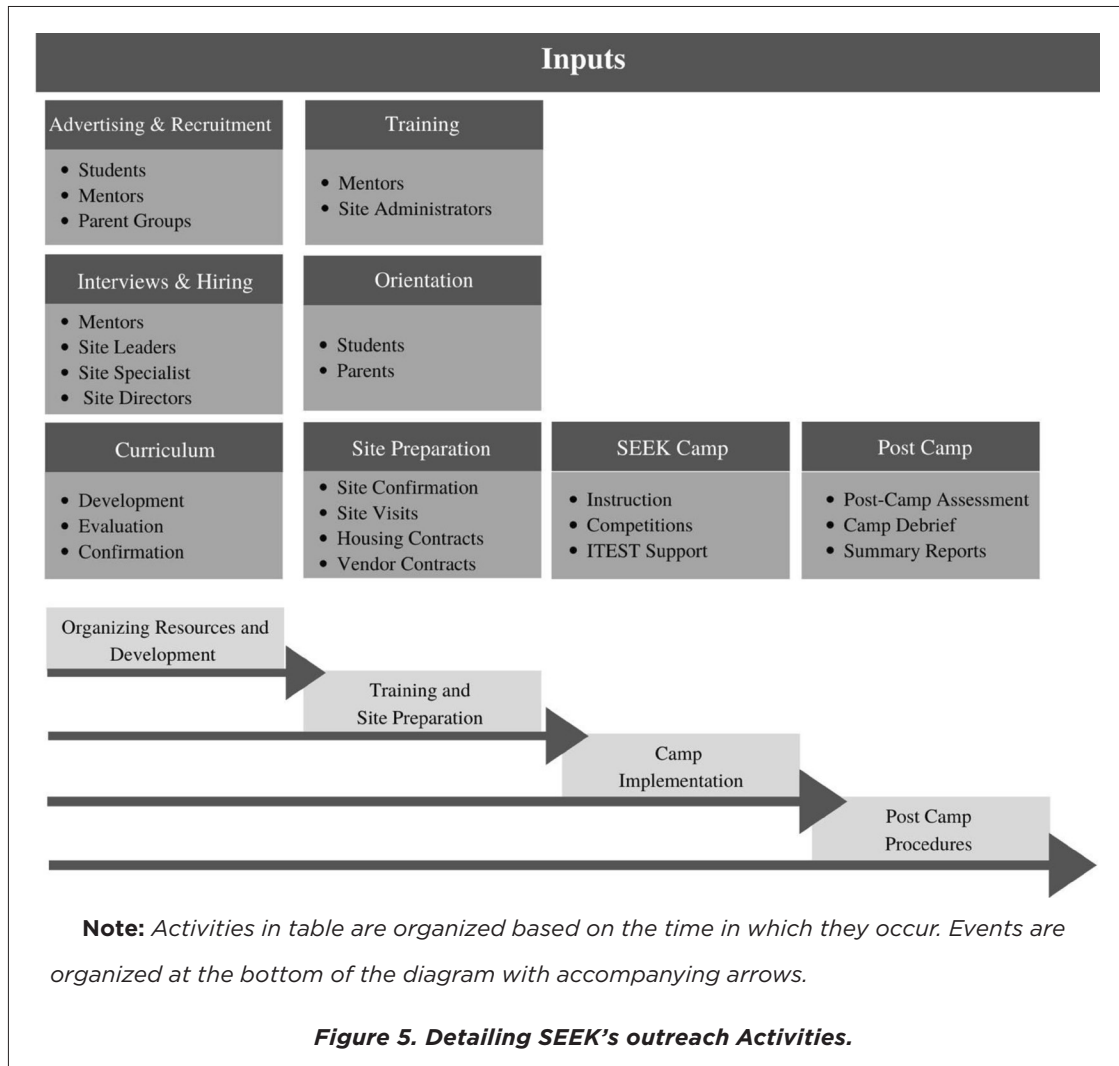 Inputs
Advertising & Recruitment
• Students
• Mentors
• Parent Groups
Training
• Mentors
• Site Administrators
Interviews & Hiring
• Mentors
• Site Leaders
• Site Specialist
• Site Directors
Orientation
• Students
• Parents
Curriculum
• Development
• Evaluation
• Confirmation
Site Preparation
• Site Confirmation
• Site Visits
• Housing Contracts
• Vendor Contracts
SEEK Camp
• Instruction
• Competitions
• ITEST Support
Post Camp
• Post-Camp Assessment
• Camp Debrief
• Summary Reports
Organizing Resources and
Development
Training and
Site Preparation
Camp
Implementation
Post Camp
Procedures
Note: Activities in table are organized based on the time in which they occur. Events are
organized at the bottom of the diagram with accompanying arrows.
Figure 5. Detailing SEEK’s outreach Activities.